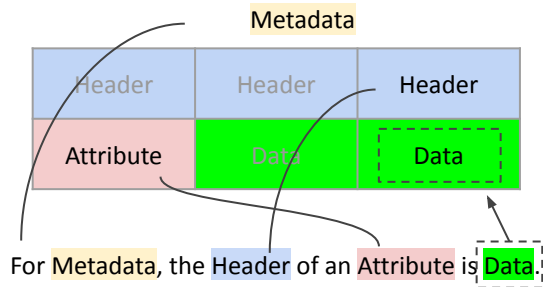 Metadata
Header Header Header
Attribute Data Data
For Metadata, the Header of an Attribute is Data.